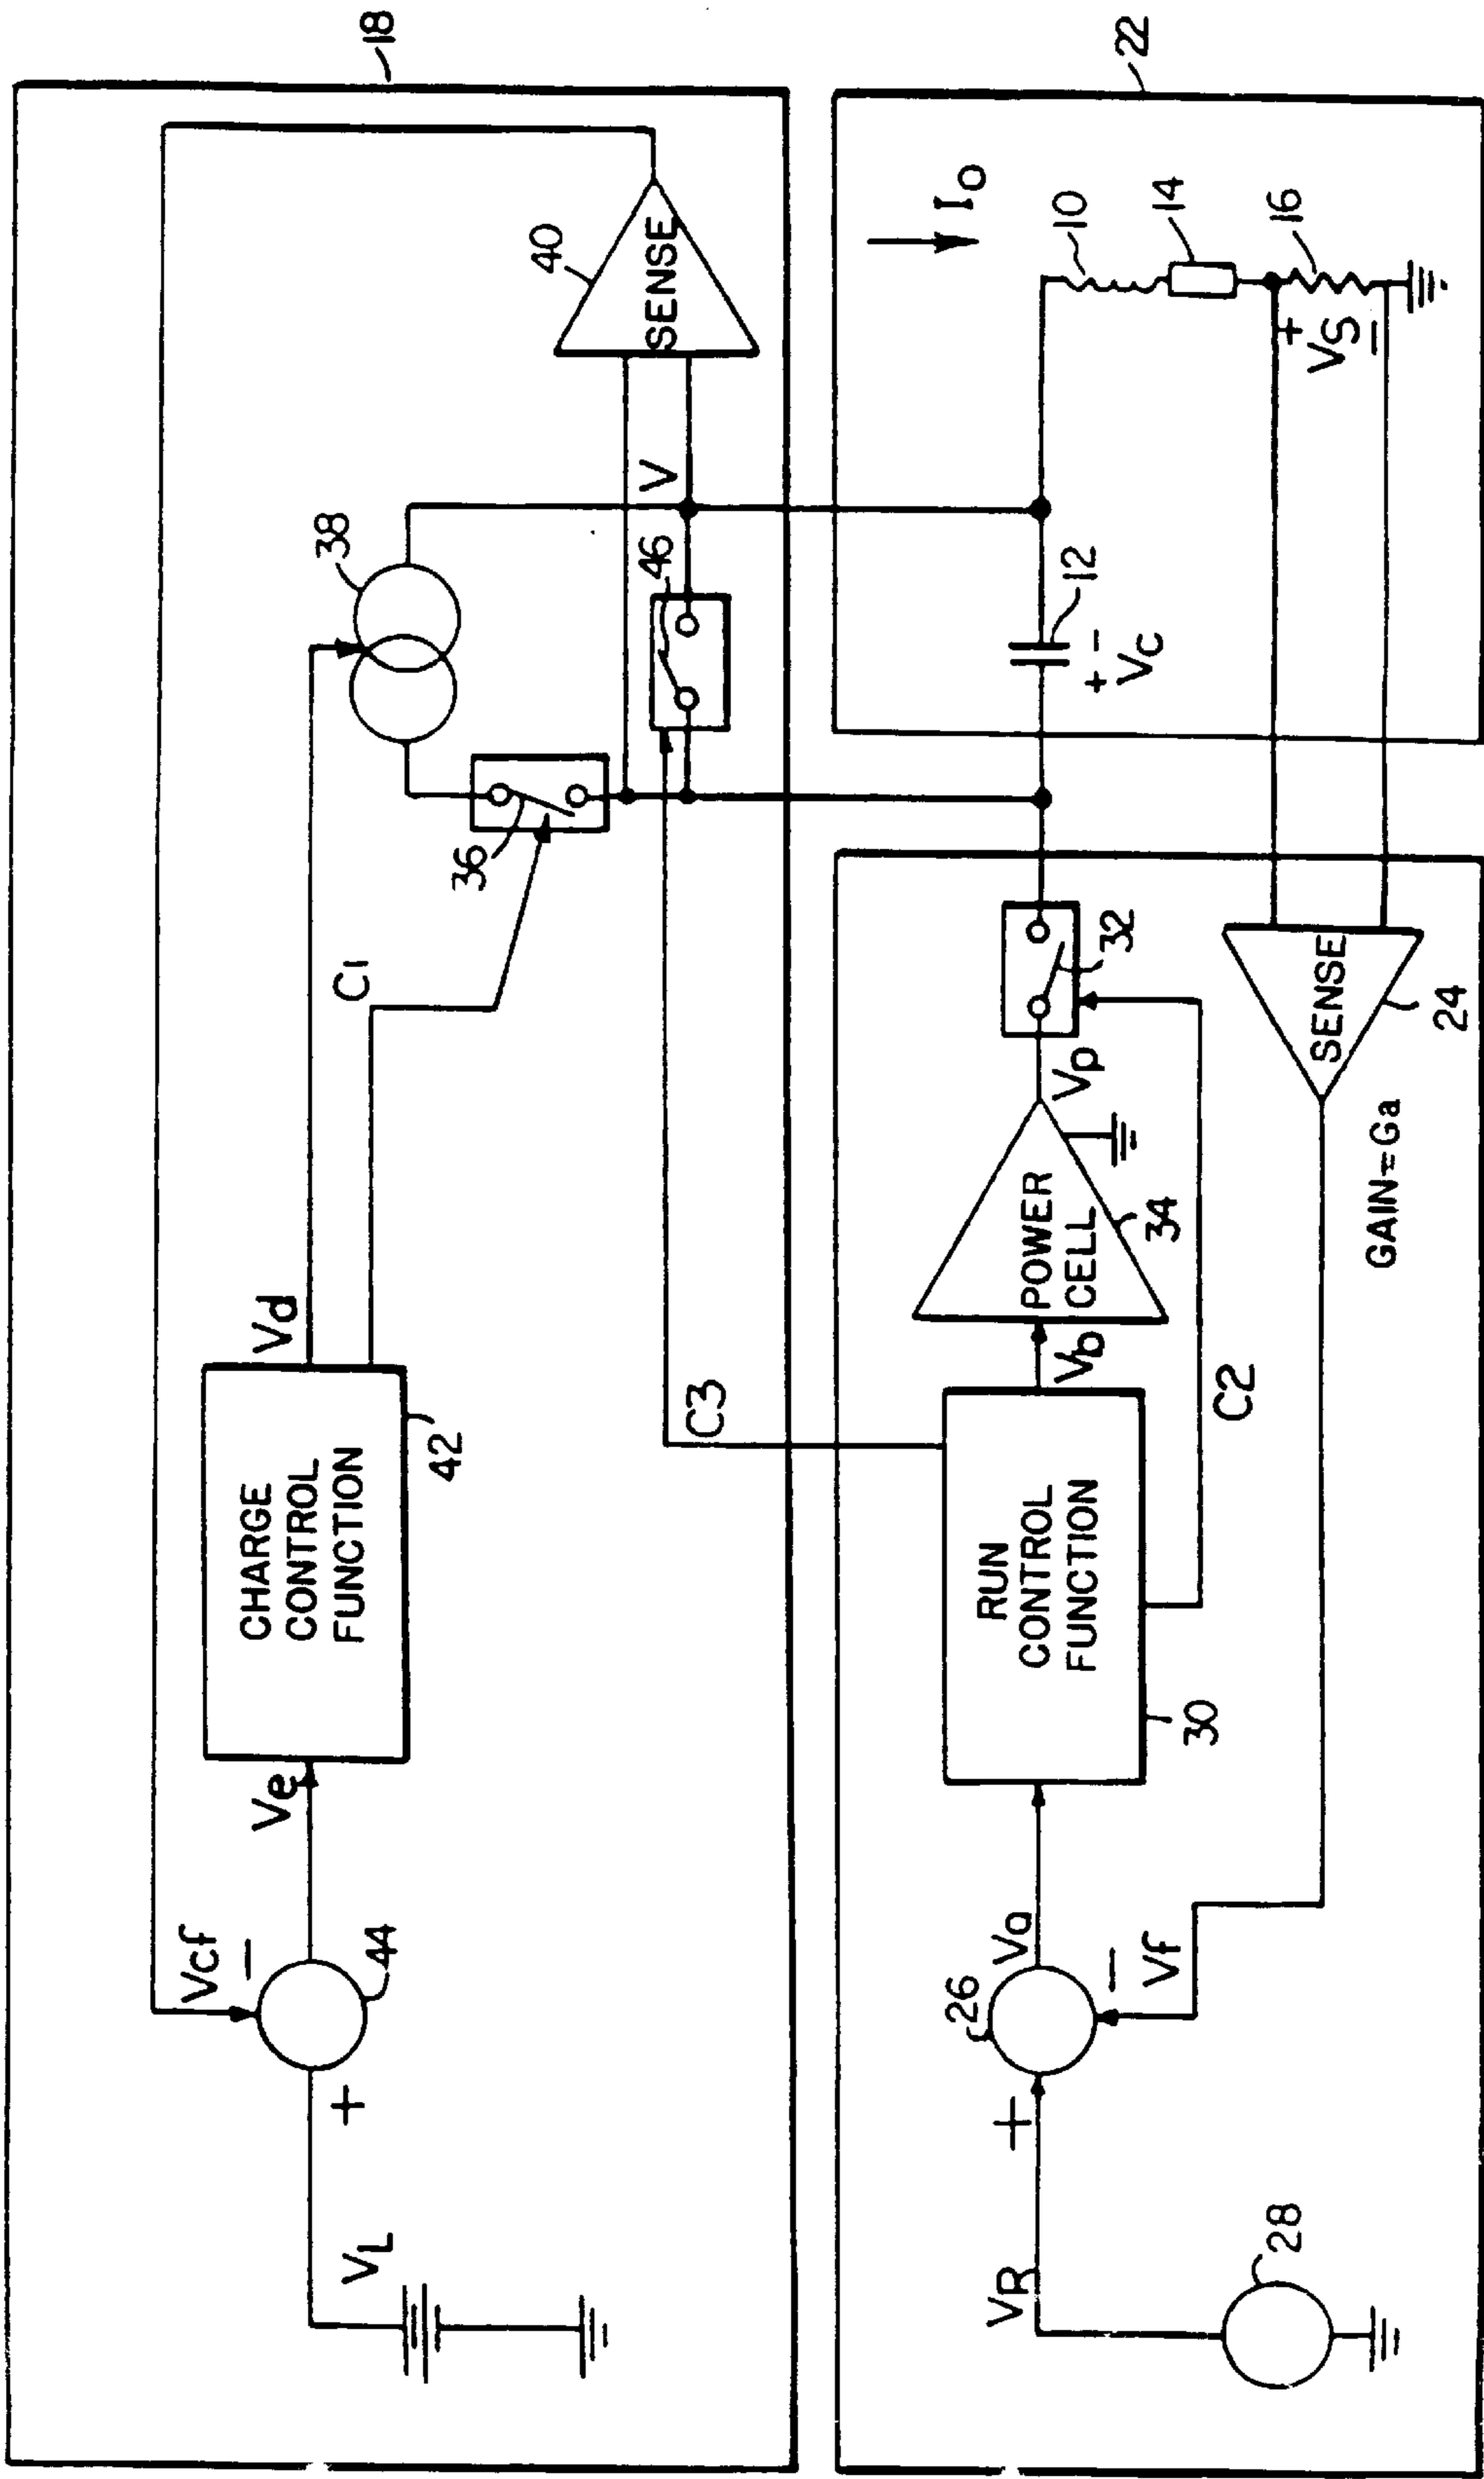 18
40
SENSE
V
38
46
36
C1
Vd
CHARGE
CONTROL
FUNCTION
42
C3
Ve
Vcf
−
44
+
VL
22
Io
10
14
16
+
Vs
−
12
+ −
Vc
32
Vp
POWER
CELL
34
Vb
C2
SENSE
24
GAIN=Ga
RUN
CONTROL
FUNCTION
30
Va
26
−
Vf
+
VR
28